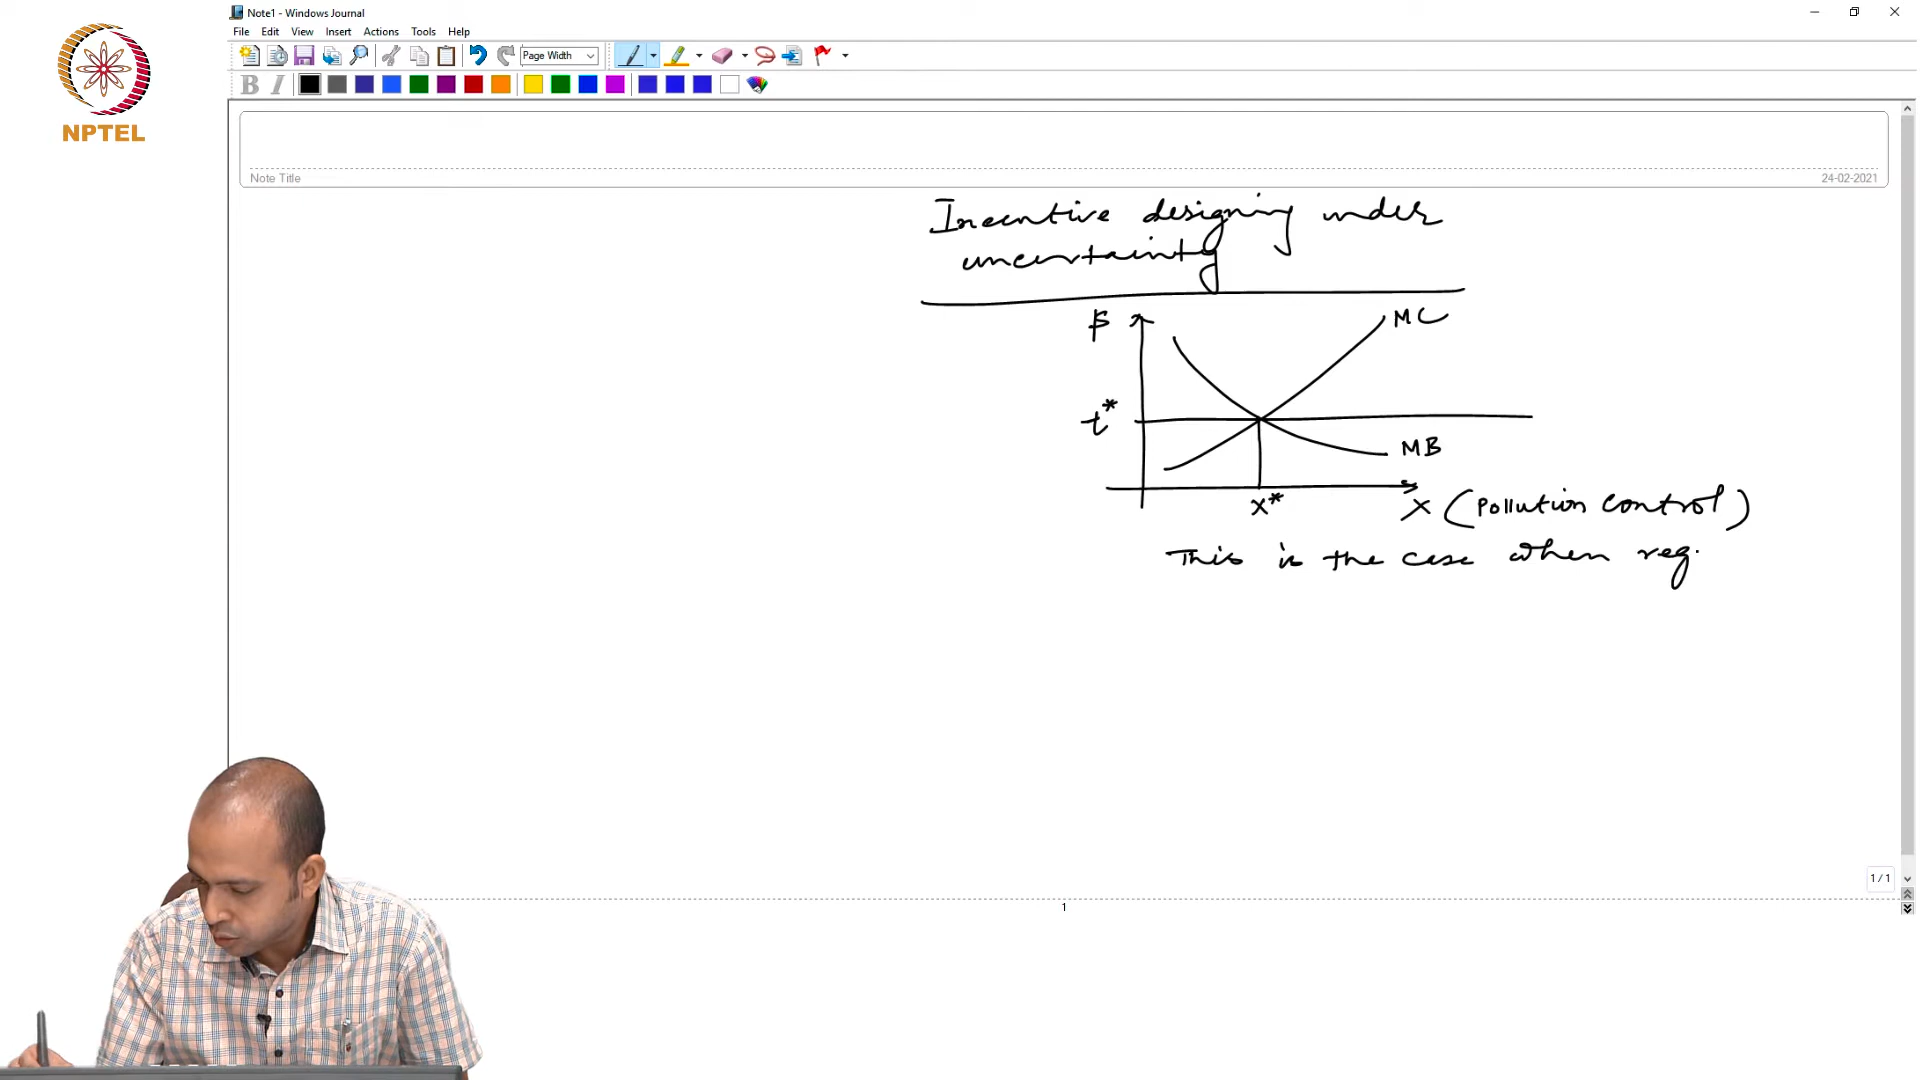 Note1 - Windows Journal
File Edit View Insert Actions Tools Help
Page Width
B I
NPTEL
Note Title
24-02-2021
Incentive designing under
uncertainty
$
MC
t*
MB
x*
X (Pollution control)
This is the case when reg
1 / 1
1